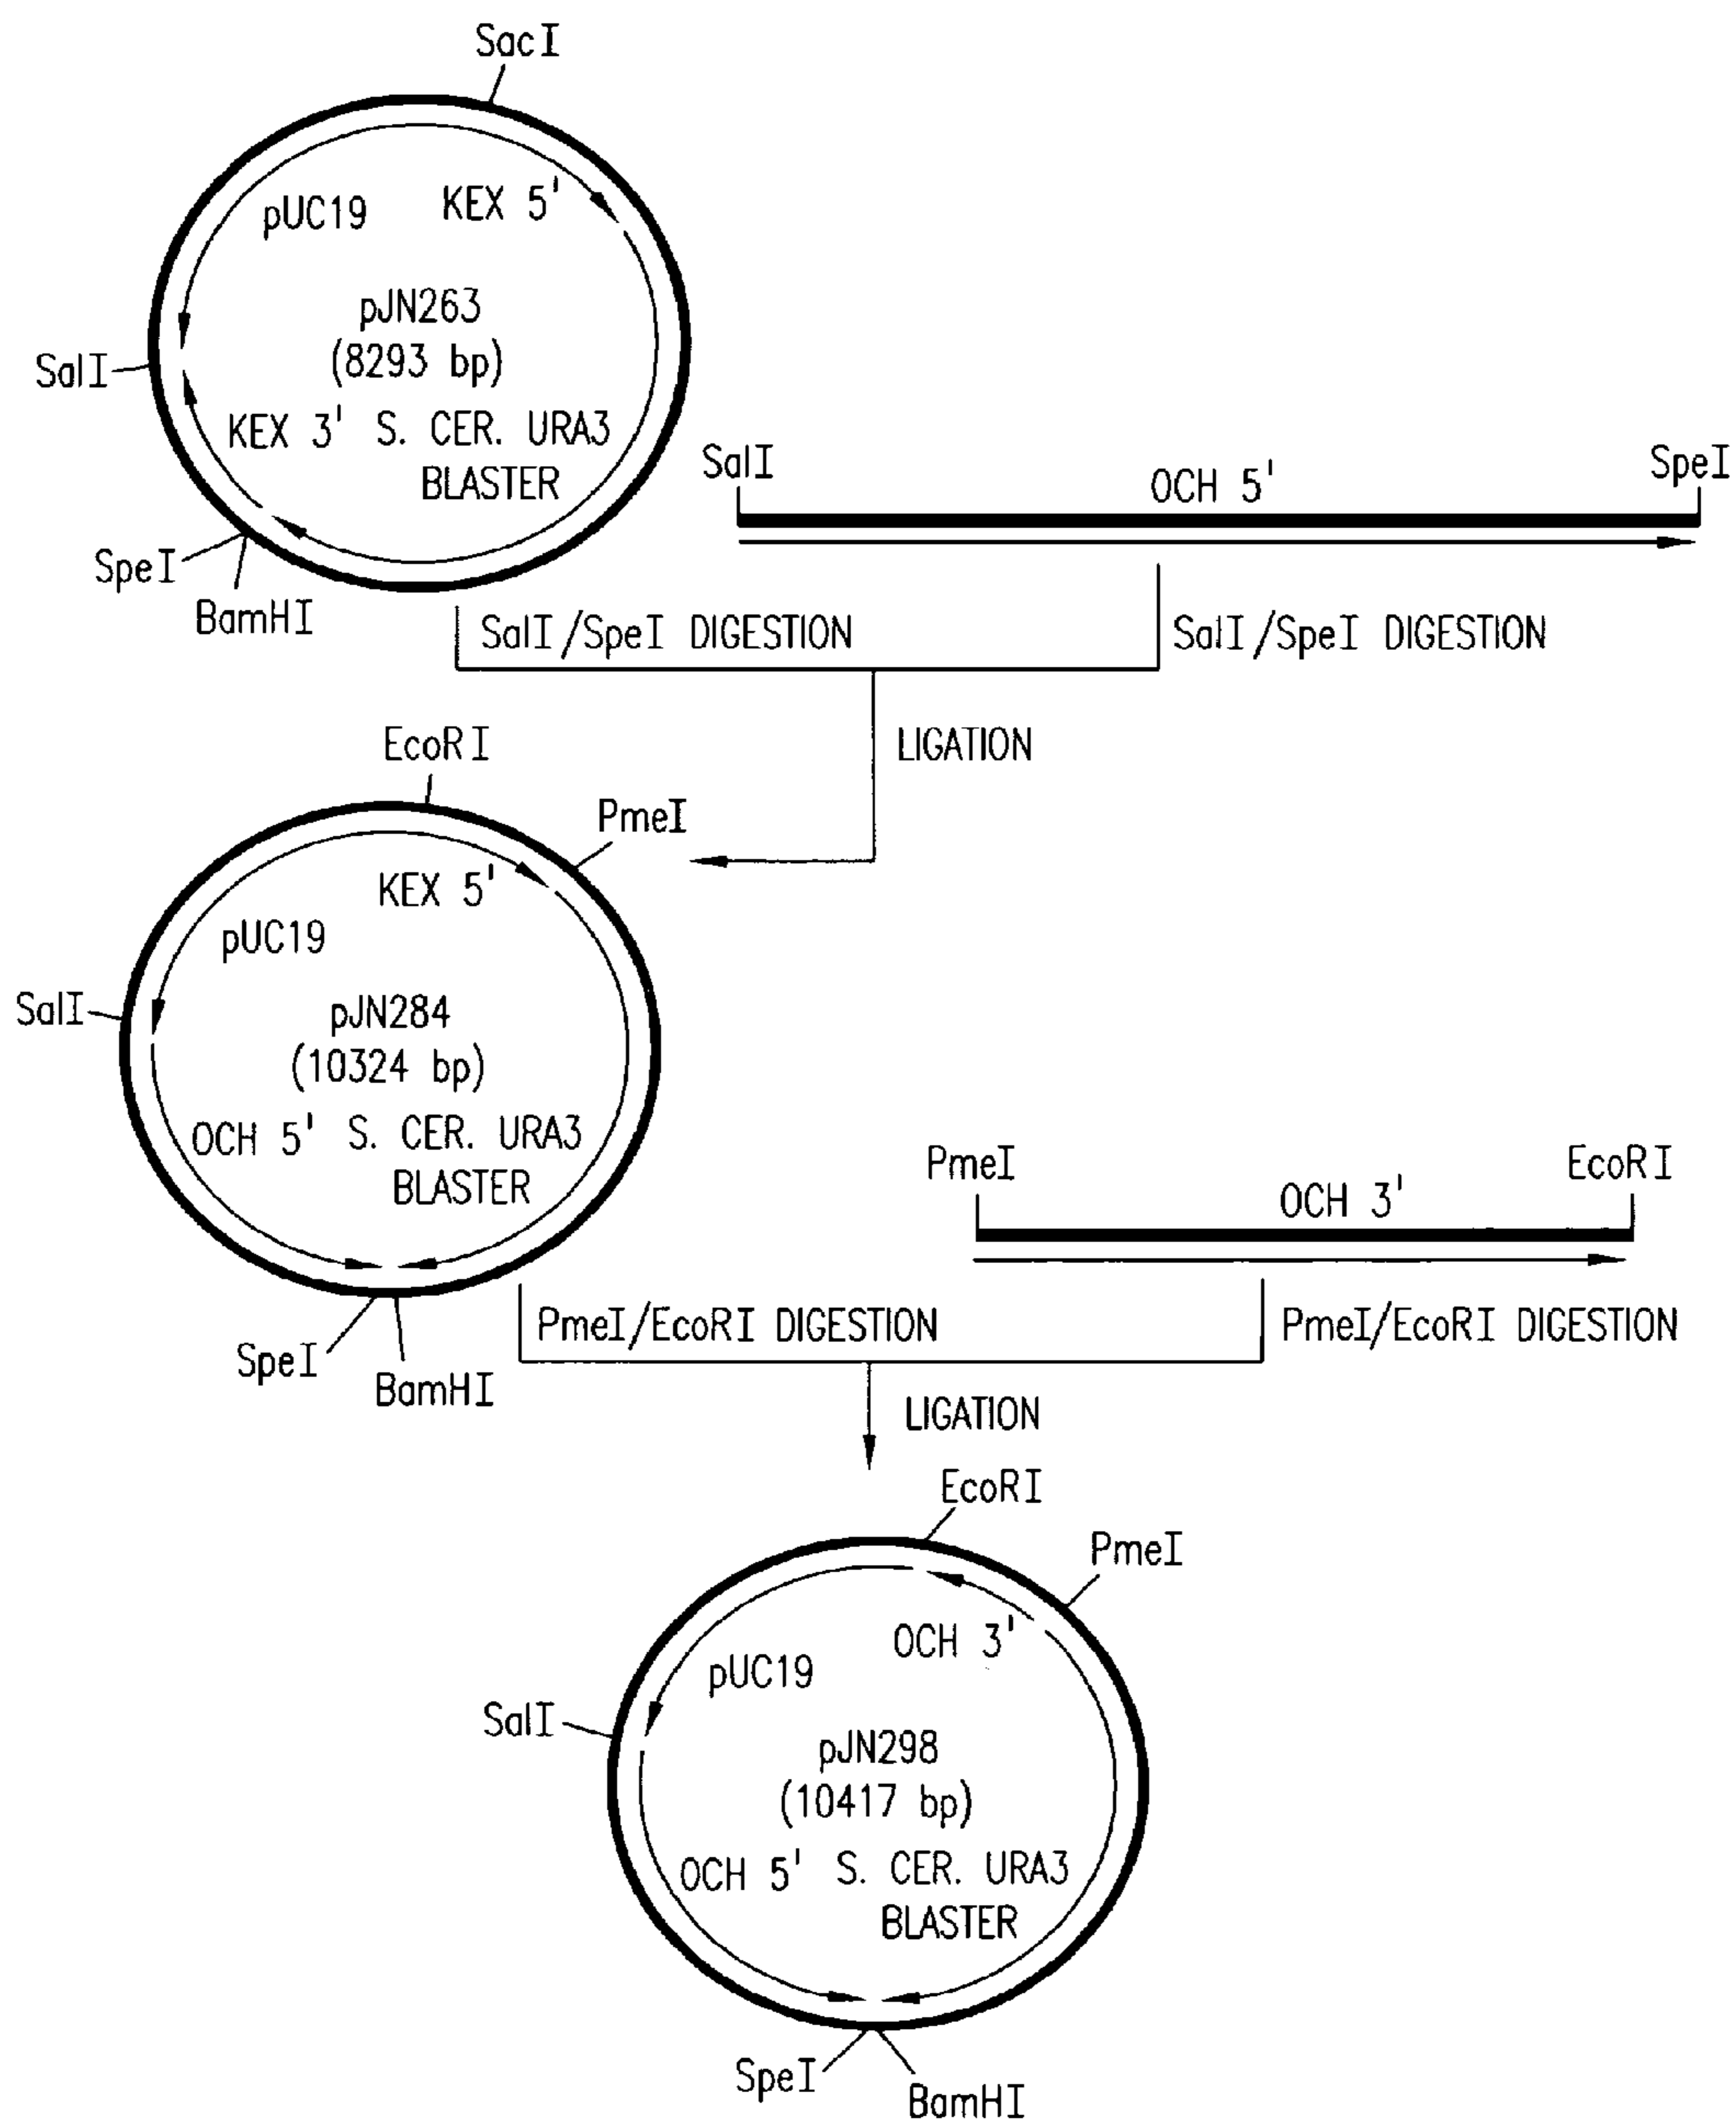 SacI
pUC19
KEX 5'
pJN263
(8293 bp)
SalI
KEX 3' S. CER. URA3
BLASTER
SpeI
BamHI
SalI
OCH 5'
SpeI
SalI/SpeI DIGESTION
SalI/SpeI DIGESTION
LIGATION
EcoRI
PmeI
KEX 5'
pUC19
SalI
pJN284
(10324 bp)
OCH 5' S. CER. URA3
BLASTER
SpeI
BamHI
PmeI
OCH 3'
EcoRI
PmeI/EcoRI DIGESTION
PmeI/EcoRI DIGESTION
LIGATION
EcoRI
PmeI
OCH 3'
pUC19
SalI
pJN298
(10417 bp)
OCH 5' S. CER. URA3
BLASTER
SpeI
BamHI